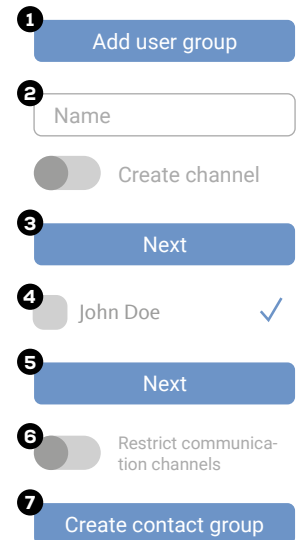 1
Add user group
2
Name
Create channel
3
Next
4
John Doe
5
Next
6
Restrict communica-
tion channels
7
Create contact group